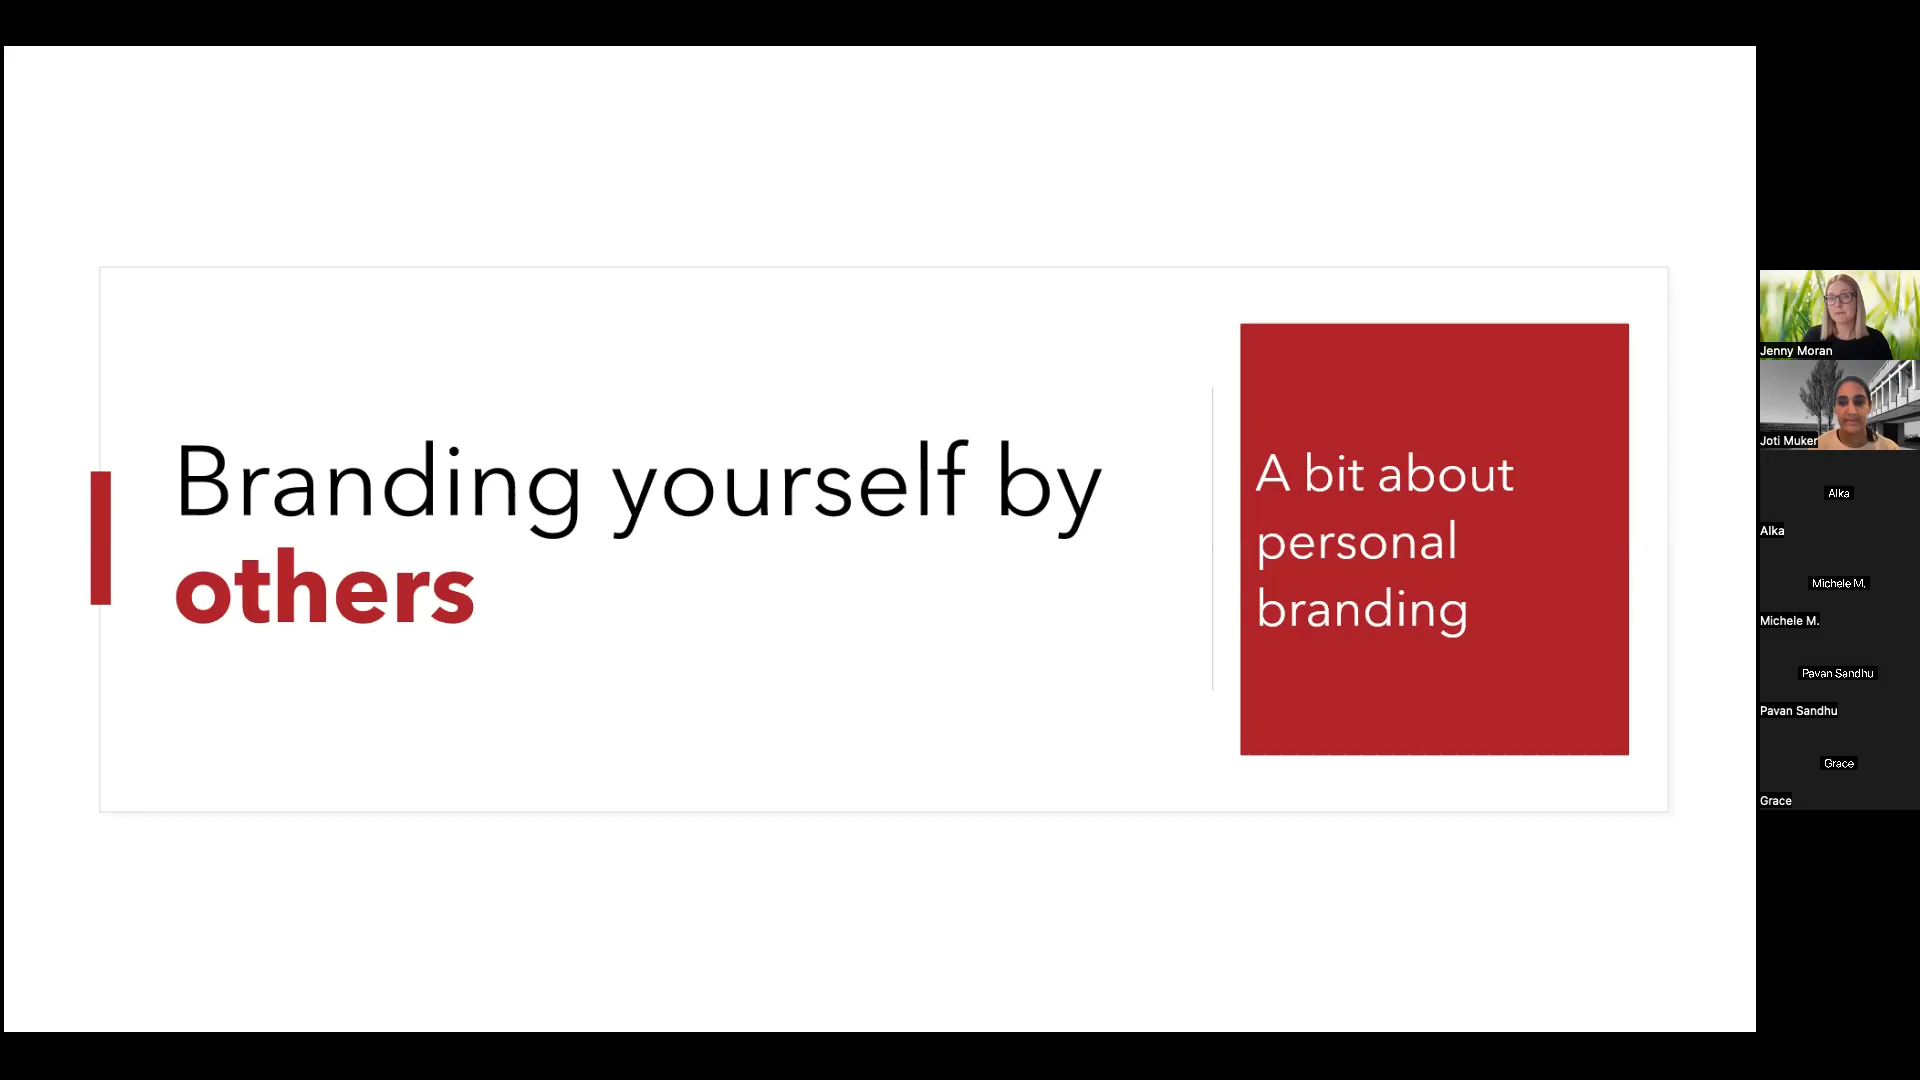 Branding yourself by
others
A bit about
personal
branding
Jenny Moran
Joti Muker
Alka
Alka
Michele M.
Michele M.
Pavan Sandhu
Pavan Sandhu
Grace
Grace